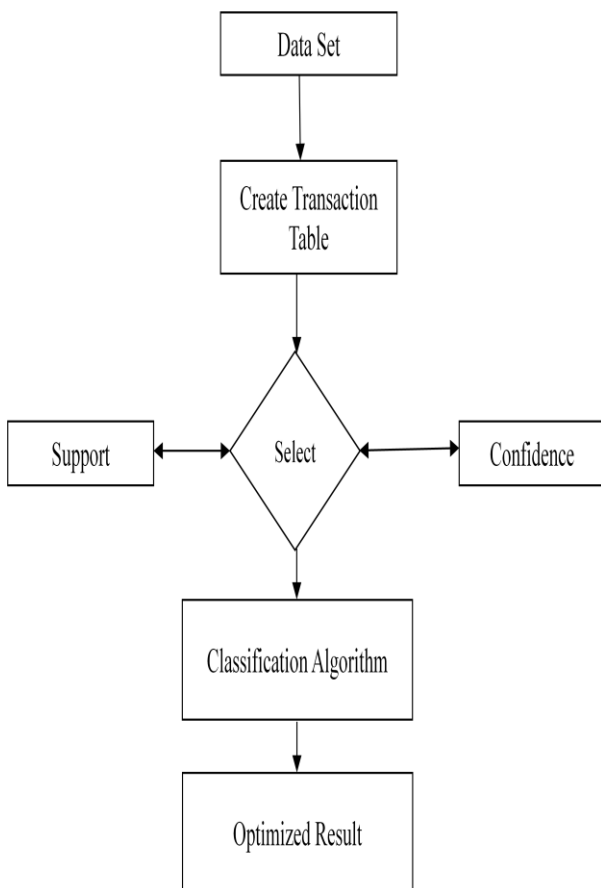 Data Set
Create Transaction
Table
Support
Select
Confidence
Classification Algorithm
Optimized Result